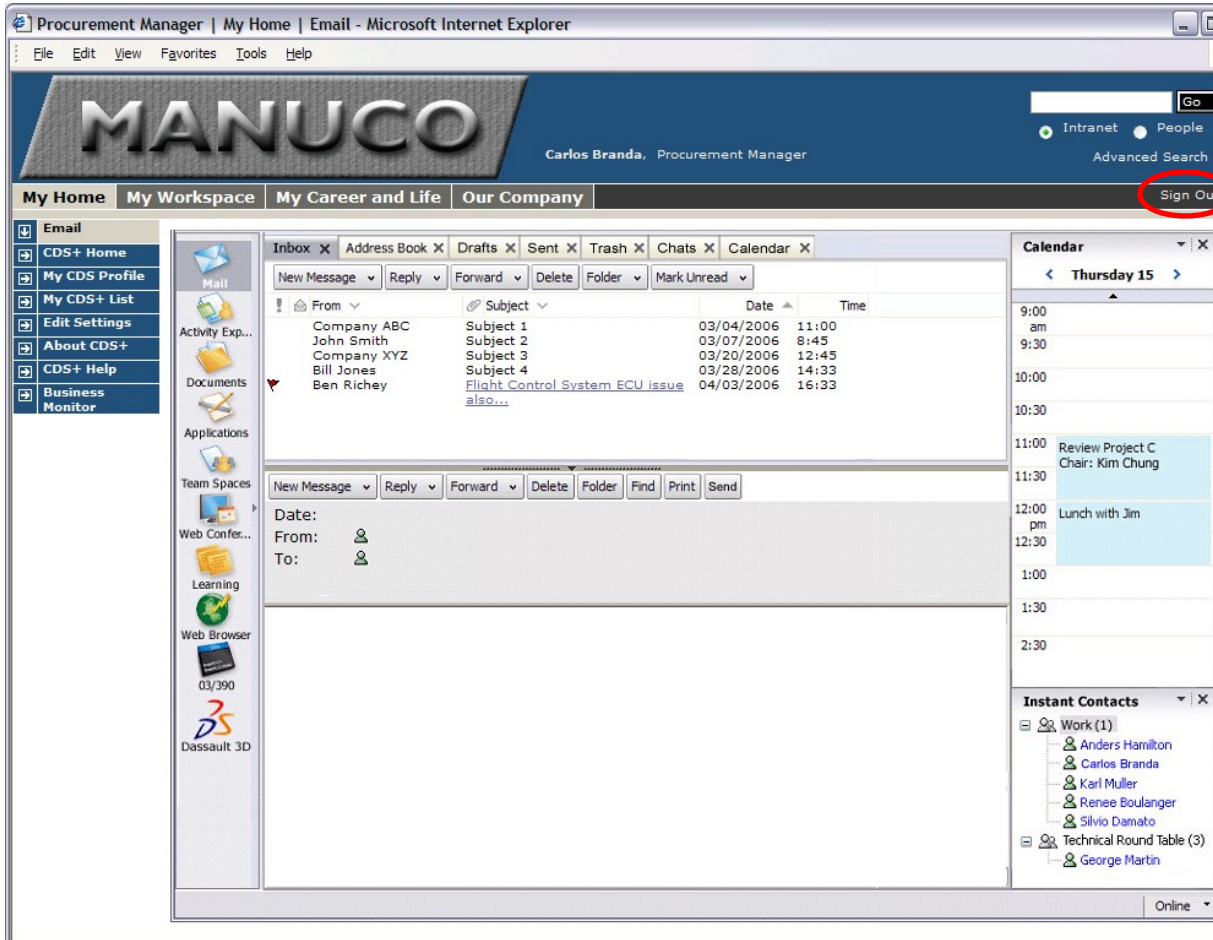 Procurement Manager | My Home | Email - Microsoft Internet Explorer
File Edit View Favorites Tools Help
MANUCO
Carlos Branda, Procurement Manager
Go
Intranet People
Advanced Search
My Home My Workspace My Career and Life Our Company
Sign Ou
Email
CDS+ Home
My CDS Profile
My CDS+ List
Edit Settings
About CDS+
CDS+ Help
Business
Monitor
Mail
Activity Exp...
Documents
Applications
Team Spaces
Web Confer...
Learning
Web Browser
03/390
Dassault 3D
Inbox X Address Book X Drafts X Sent X Trash X Chats X Calendar X
New Message Reply Forward Delete Folder Mark Unread
! From Subject Date Time
Company ABC Subject 1 03/04/2006 11:00
John Smith Subject 2 03/07/2006 8:45
Company XYZ Subject 3 03/20/2006 12:45
Bill Jones Subject 4 03/28/2006 14:33
Ben Richey Flight Control System ECU issue 04/03/2006 16:33
also...
New Message Reply Forward Delete Folder Find Print Send
Date:
From:
To:
Calendar X
Thursday 15
9:00
am
9:30
10:00
10:30
11:00 Review Project C
Chair: Kim Chung
11:30
12:00 Lunch with Jim
pm
12:30
1:00
1:30
2:30
Instant Contacts X
Work (1)
Anders Hamilton
Carlos Branda
Karl Muller
Renee Boulanger
Silvio Damato
Technical Round Table (3)
George Martin
Online